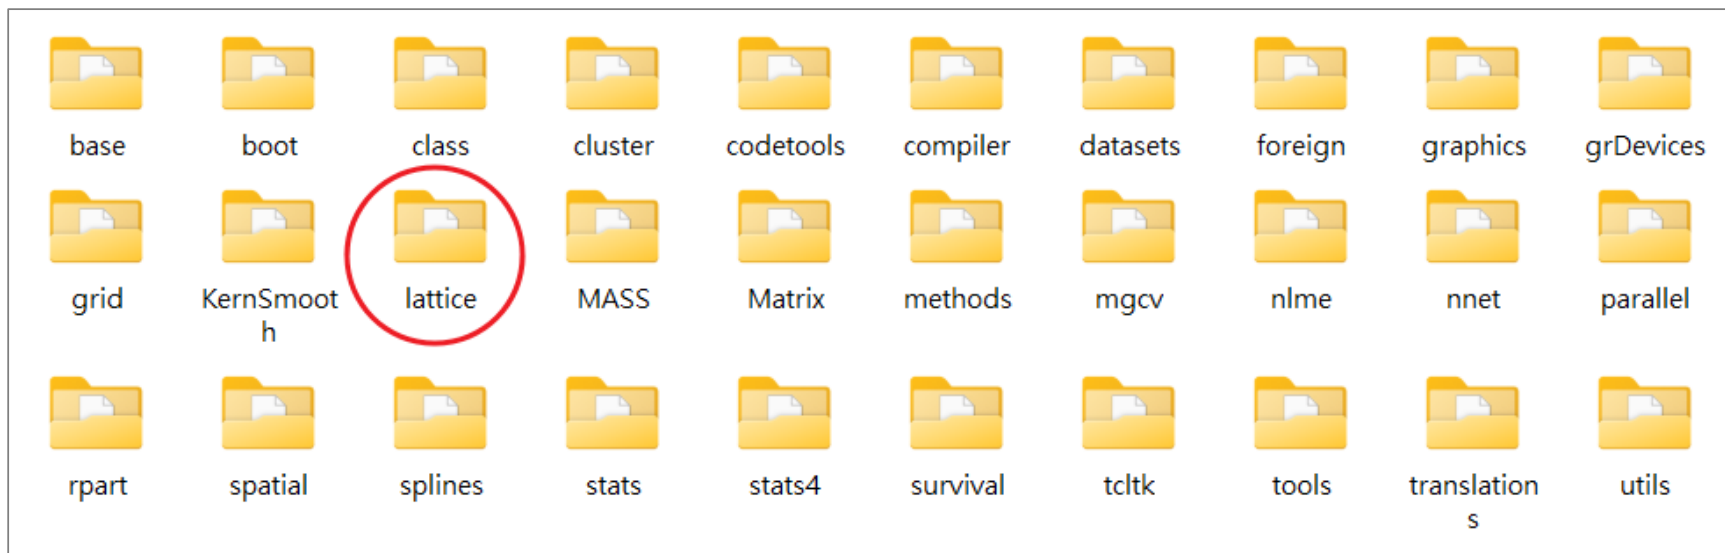 base boot class cluster codetools compiler datasets foreign graphics grDevices
grid KernSmoot lattice MASS Matrix methods mgcv nlme nnet parallel
h
rpart spatial splines stats stats4 survival tcltk tools translation utils
s